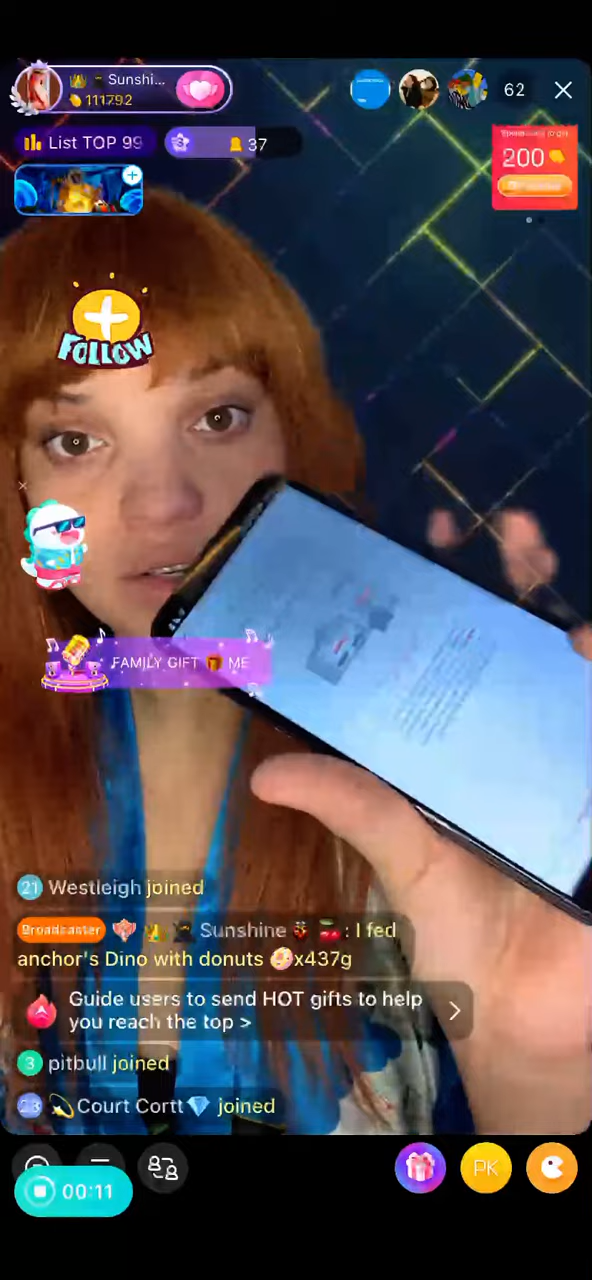 Sunshi...
111792
62
List TOP 99
37
200
FOLLOW
FAMILY GIFT 🎁 ME
21 Westleigh joined
Broadcaster Sunshine 🌹 🍒 : I fed
anchor's Dino with donuts 🍩x437g
Guide users to send HOT gifts to help
you reach the top >
3 pitbull joined
23 💫Court Cortt💎 joined
PK
00:11